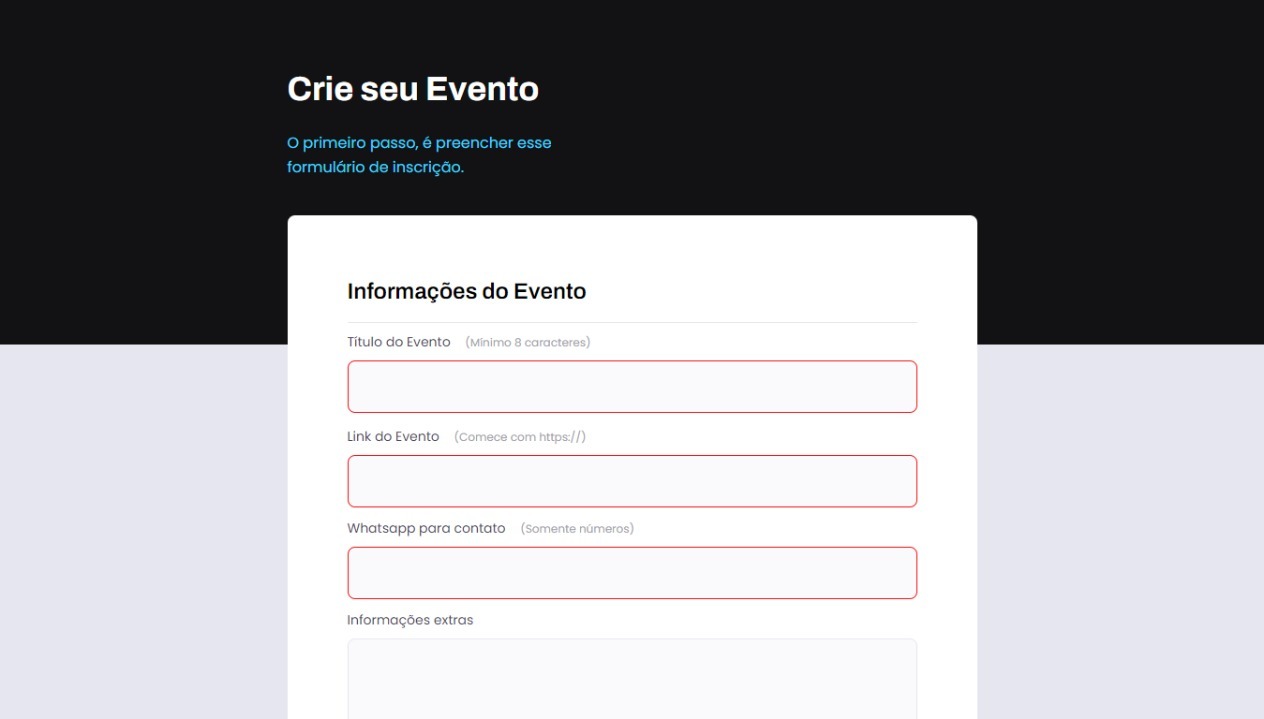 Crie seu Evento
O primeiro passo, é preencher esse
formulário de inscrição.
Informações do Evento
Título do Evento (Mínimo 8 caracteres)
Link do Evento (Comece com https://)
Whatsapp para contato (Somente números)
Informações extras